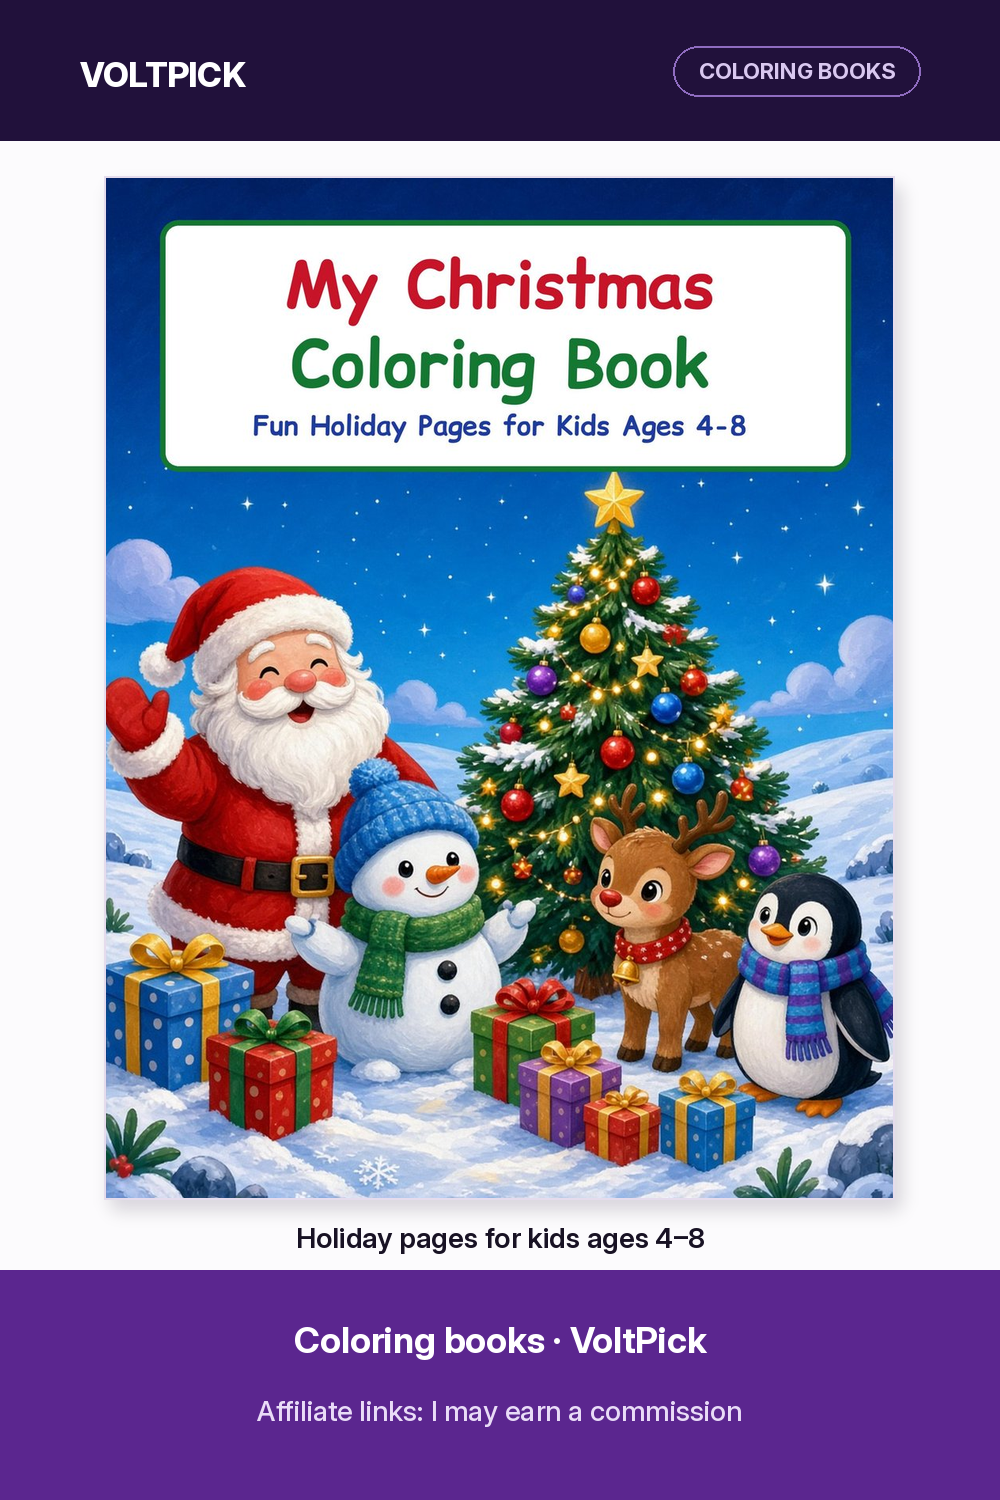 VOLTPICK
COLORING BOOKS
My Christmas
Coloring Book
Fun Holiday Pages for Kids Ages 4-8
Holiday pages for kids ages 4–8
Coloring books · VoltPick
Affiliate links: I may earn a commission